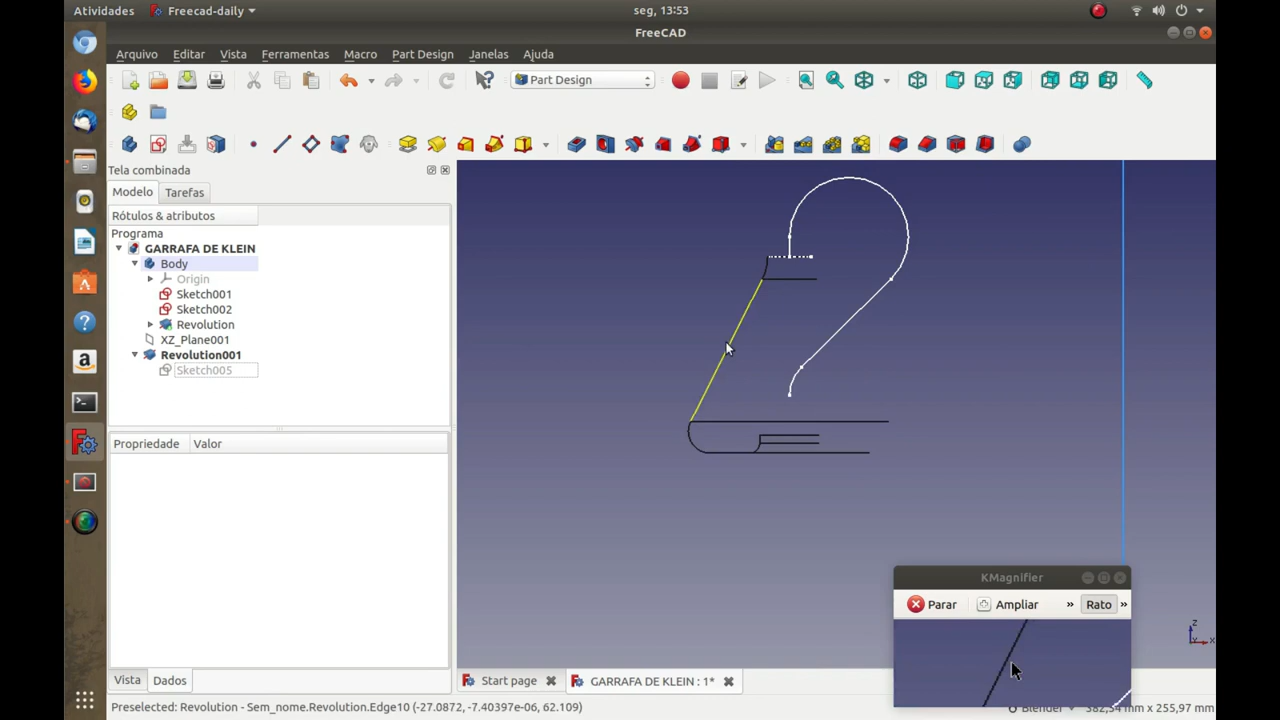 Atividades
Freecad-daily
seg, 13:53
FreeCAD
Arquivo Editar Vista Ferramentas Macro Part Design Janelas Ajuda
Part Design
Tela combinada
Modelo Tarefas
Rótulos & atributos
Programa
GARRAFA DE KLEIN
Body
Origin
Sketch001
Sketch002
Revolution
XZ_Plane001
Revolution001
Sketch005
Propriedade Valor
Vista Dados
Start page
GARRAFA DE KLEIN : 1*
KMagnifier
Parar Ampliar » Rato »
Z
X
Preselected: Revolution - Sem_nome.Revolution.Edge10 (-27.0872, -7.40397e-06, 62.109)
Blender
382,54 mm x 255,97 mm